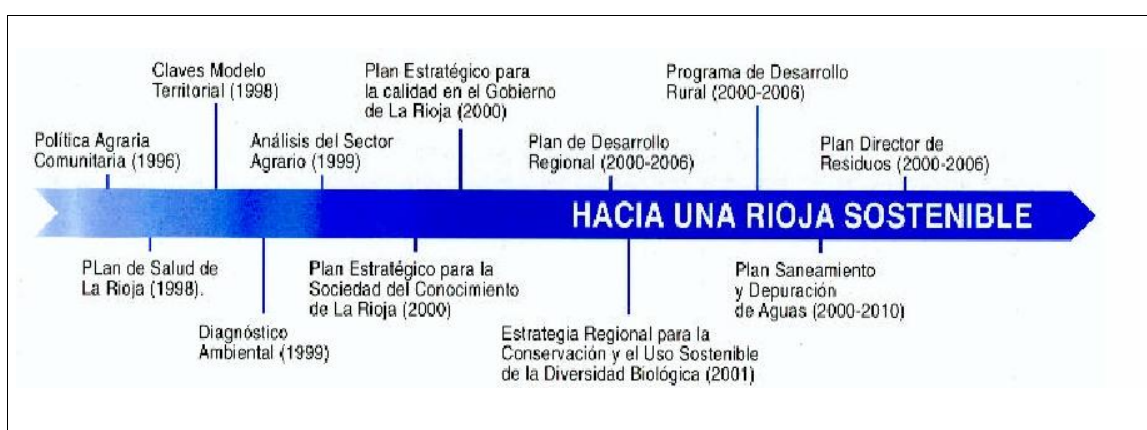 Claves Modelo
Territorial (1998)
Plan Estratégico para
la calidad en el Gobierno
de La Rioja (2000)
Programa de Desarrollo
Rural (2000-2006)
Política Agraria
Comunitaria (1996)
Análisis del Sector
Agrario (1999)
Plan de Desarrollo
Regional (2000-2006)
Plan Director de
Residuos (2000-2006)
HACIA UNA RIOJA SOSTENIBLE
PLan de Salud de
La Rioja (1998).
Plan Estratégico para la
Sociedad del Conocimiento
de La Rioja (2000)
Plan Saneamiento
y Depuración
de Aguas (2000-2010)
Diagnóstico
Ambiental (1999)
Estrategia Regional para la
Conservación y el Uso Sostenible
de la Diversidad Biológica (2001)